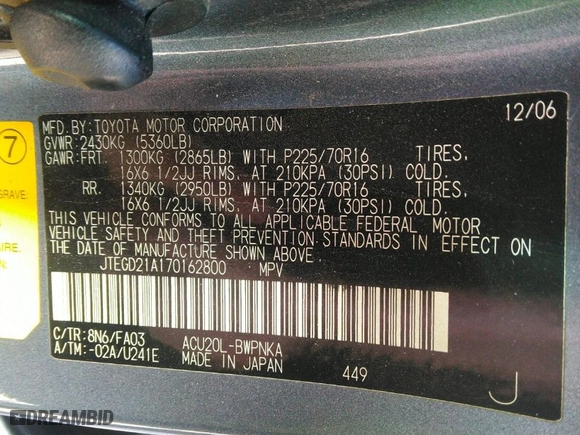 MFD. BY: TOYOTA MOTOR CORPORATION 12/06
GVWR: 2430KG (5360LB)
GAWR: FRT. 1300KG (2865LB) WITH P225/70R16 TIRES,
16X6 1/2JJ RIMS, AT 210KPA (30PSI) COLD.
RR. 1340KG (2950LB) WITH P225/70R16 TIRES,
16X6 1/2JJ RIMS, AT 210KPA (30PSI) COLD.
THIS VEHICLE CONFORMS TO ALL APPLICABLE FEDERAL MOTOR
VEHICLE SAFETY AND THEFT PREVENTION STANDARDS IN EFFECT ON
THE DATE OF MANUFACTURE SHOWN ABOVE.
JTEGD21A170162800 MPV
C/TR: 8N6/FA03 ACU20L-BWPNKA
A/TM: -02A/U241E MADE IN JAPAN 449 J
7
GRAVE.
AIRE.
N.
DREAMBID